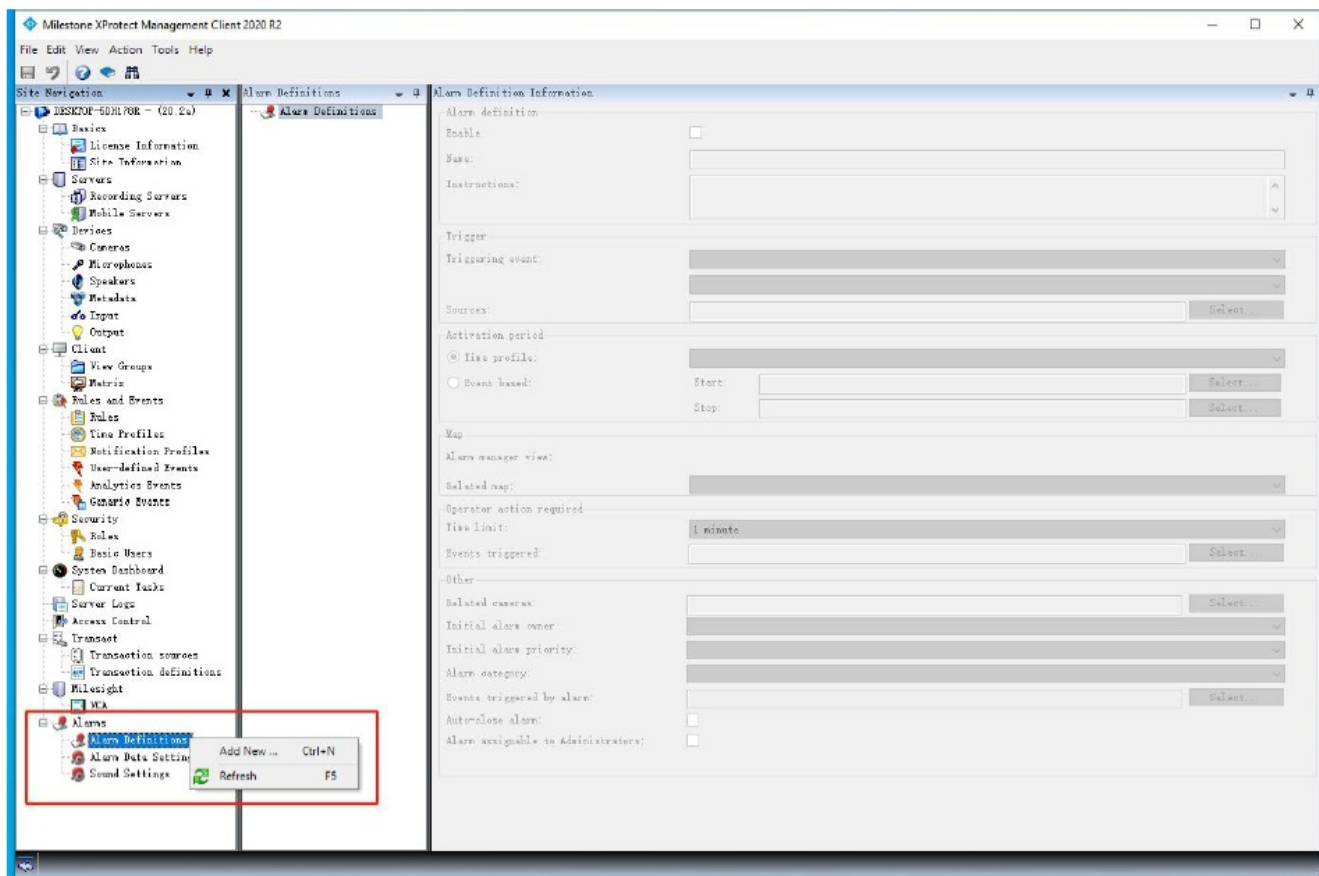 Milestone XProtect Management Client 2020 R2
File Edit View Action Tools Help
Site Navigation
DESKTOP-5DH178R - (20.2a)
Basics
License Information
Site Information
Servers
Recording Servers
Mobile Servers
Devices
Cameras
Microphones
Speakers
Metadata
Input
Output
Client
View Groups
Matrix
Rules and Events
Rules
Time Profiles
Notification Profiles
User-defined Events
Analytics Events
Generic Events
Security
Roles
Basic Users
System Dashboard
Current Tasks
Server Logs
Access Control
Transact
Transaction sources
Transaction definitions
Milesight
VCA
Alarms
Alarm Definitions
Alarm Data Setting
Sound Settings
Add New ... Ctrl+N
Refresh F5
Alarm Definitions
Alarm Definitions
Alarm Definition Information
Alarm definition
Enable
Name:
Instructions:
Trigger
Triggering event:
Sources: Select...
Activation period
Time profile:
Event based: Start: Select...
Stop: Select...
Map
Alarm manager view:
Related map:
Operator action required
Time limit: 1 minute
Events triggered: Select...
Other
Related cameras: Select...
Initial alarm owner:
Initial alarm priority:
Alarm category:
Events triggered by alarm: Select...
Auto-close alarm:
Alarm assignable to Administrators: